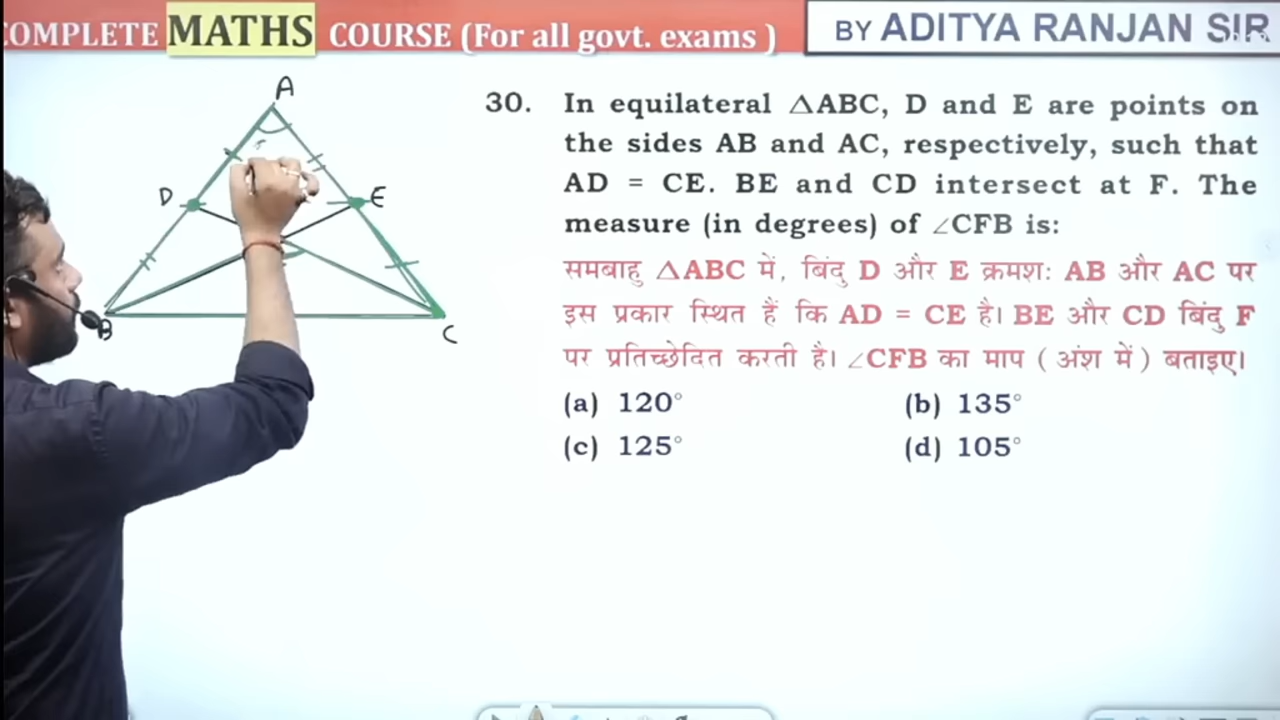 COMPLETE MATHS COURSE (For all govt. exams )
BY ADITYA RANJAN SIR
A
D
E
B
C
30. In equilateral △ABC, D and E are points on
the sides AB and AC, respectively, such that
AD = CE. BE and CD intersect at F. The
measure (in degrees) of ∠CFB is:
समबाहु △ABC में, बिंदु D और E क्रमश: AB और AC पर
इस प्रकार स्थित हैं कि AD = CE है। BE और CD बिंदु F
पर प्रतिच्छेदित करती है। ∠CFB का माप ( अंश में ) बताइए।
(a) 120°
(b) 135°
(c) 125°
(d) 105°